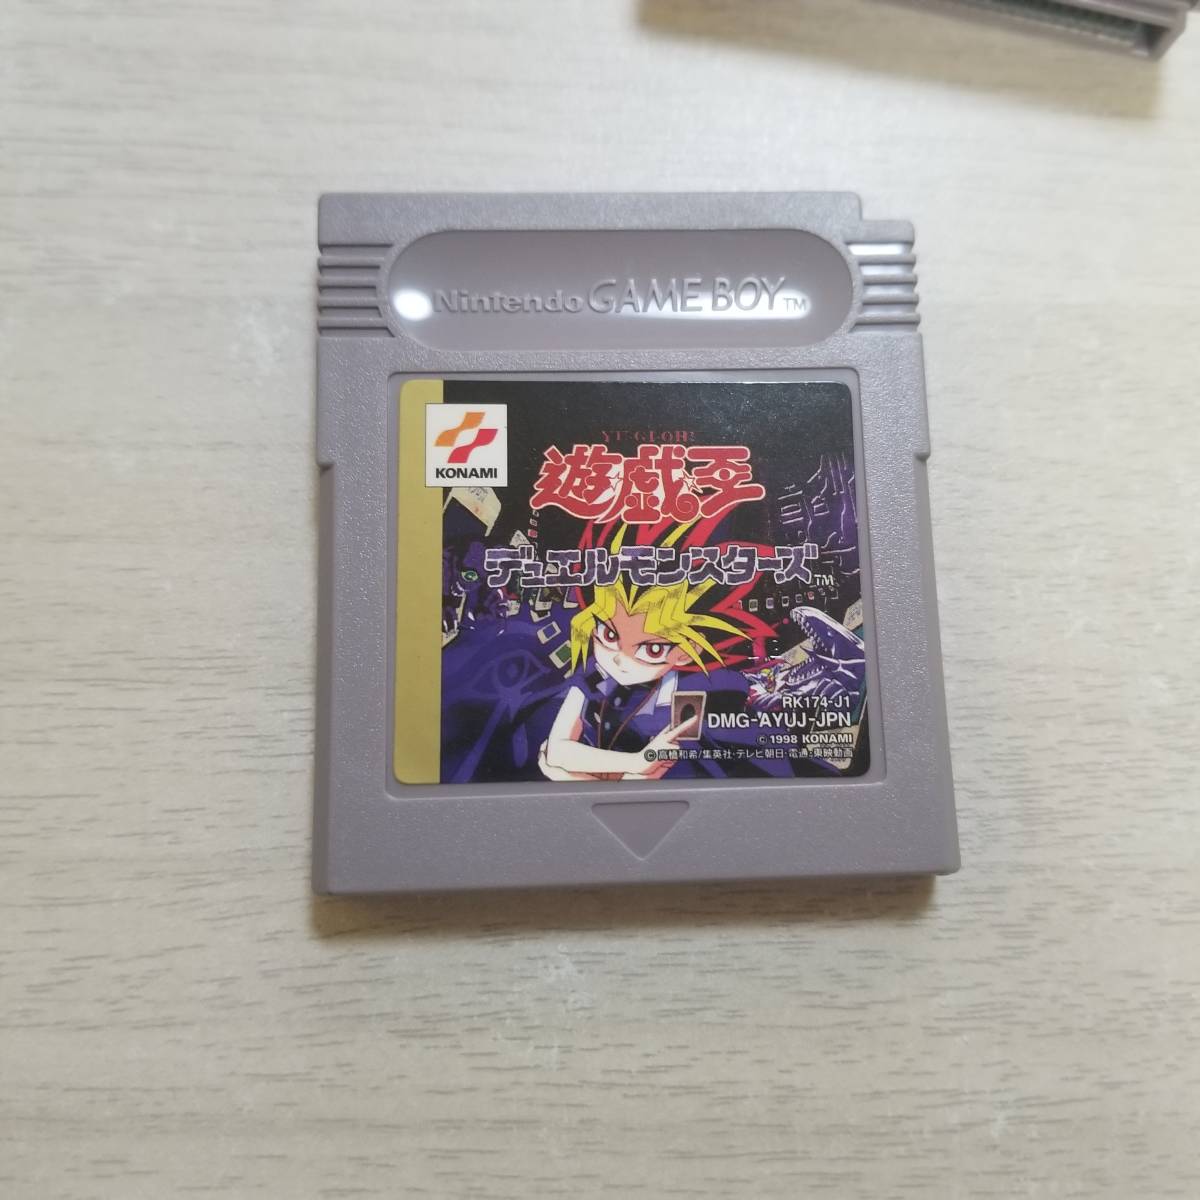 Nintendo GAME BOY™
KONAMI
YU-GI-OH!
遊☆戯☆王
デュエルモンスターズ™
RK174-J1
DMG-AYUJ-JPN
© 1998 KONAMI
© 高橋和希/集英社・テレビ朝日・電通・東映動画